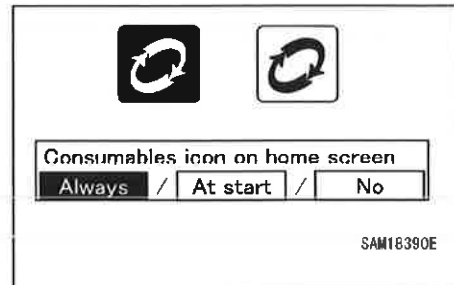 Consumables icon on home screen
Always / At start / No
SAM18390E